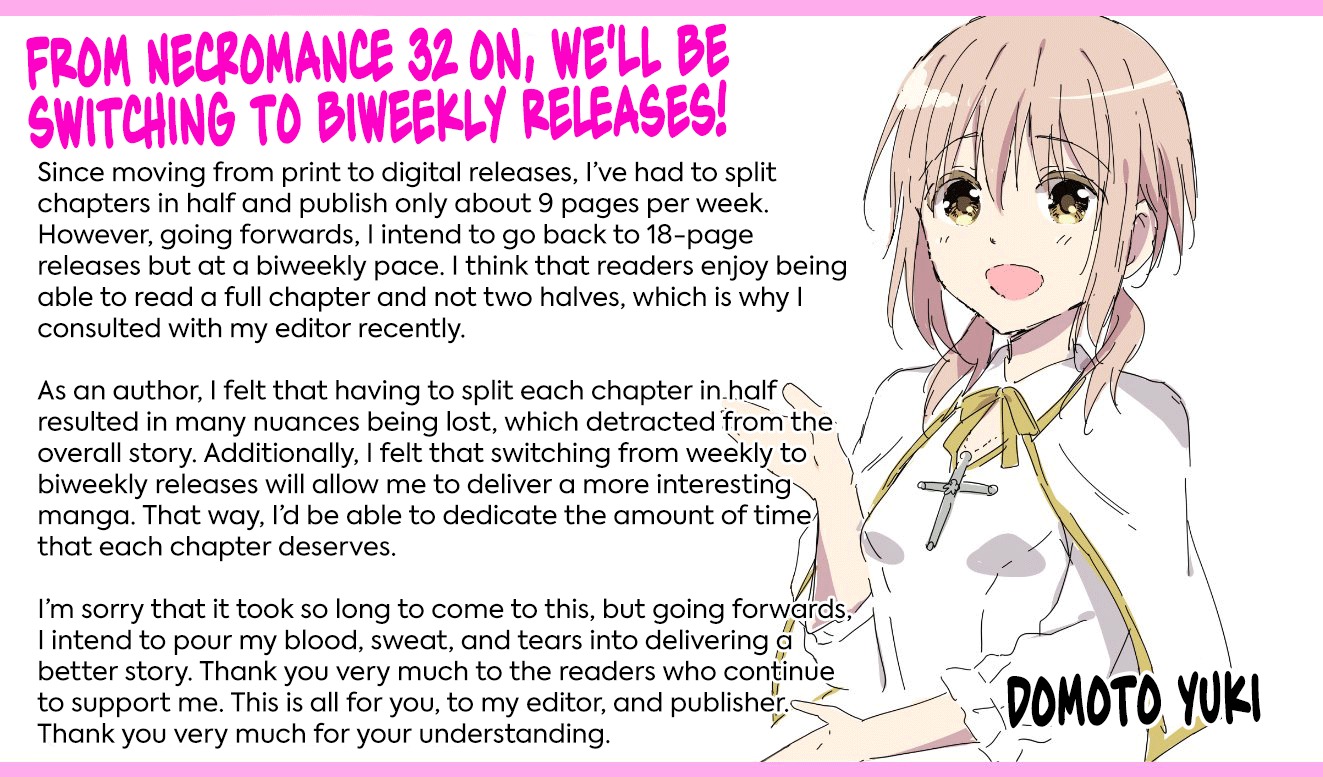 FROM NECROMANCE 32 ON, WE'LL BE
SWITCHING TO BIWEEKLY RELEASES!
Since moving from print to digital releases, I've had to split
chapters in half and publish only about 9 pages per week.
However, going forwards, I intend to go back to 18-page
releases but at a biweekly pace. I think that readers enjoy being
able to read a full chapter and not two halves, which is why I
consulted with my editor recently.
As an author, I felt that having to split each chapter in half
resulted in many nuances being lost, which detracted from the
overall story. Additionally, I felt that switching from weekly to
biweekly releases will allow me to deliver a more interesting
manga. That way, I'd be able to dedicate the amount of time
that each chapter deserves.
I'm sorry that it took so long to come to this, but going forwards,
I intend to pour my blood, sweat, and tears into delivering a
better story. Thank you very much to the readers who continue
to support me. This is all for you, to my editor, and publisher.
Thank you very much for your understanding.
DOMOTO YUKI